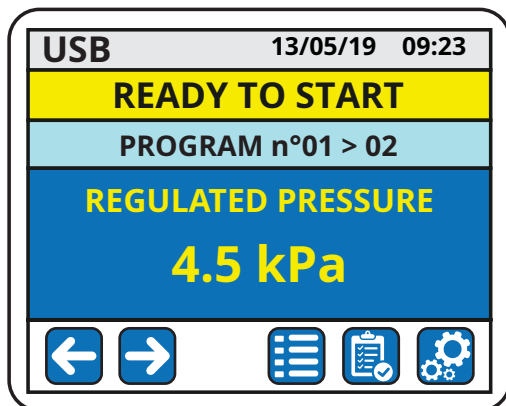 USB 13/05/19 09:23
READY TO START
PROGRAM n°01 > 02
REGULATED PRESSURE
4.5 kPa